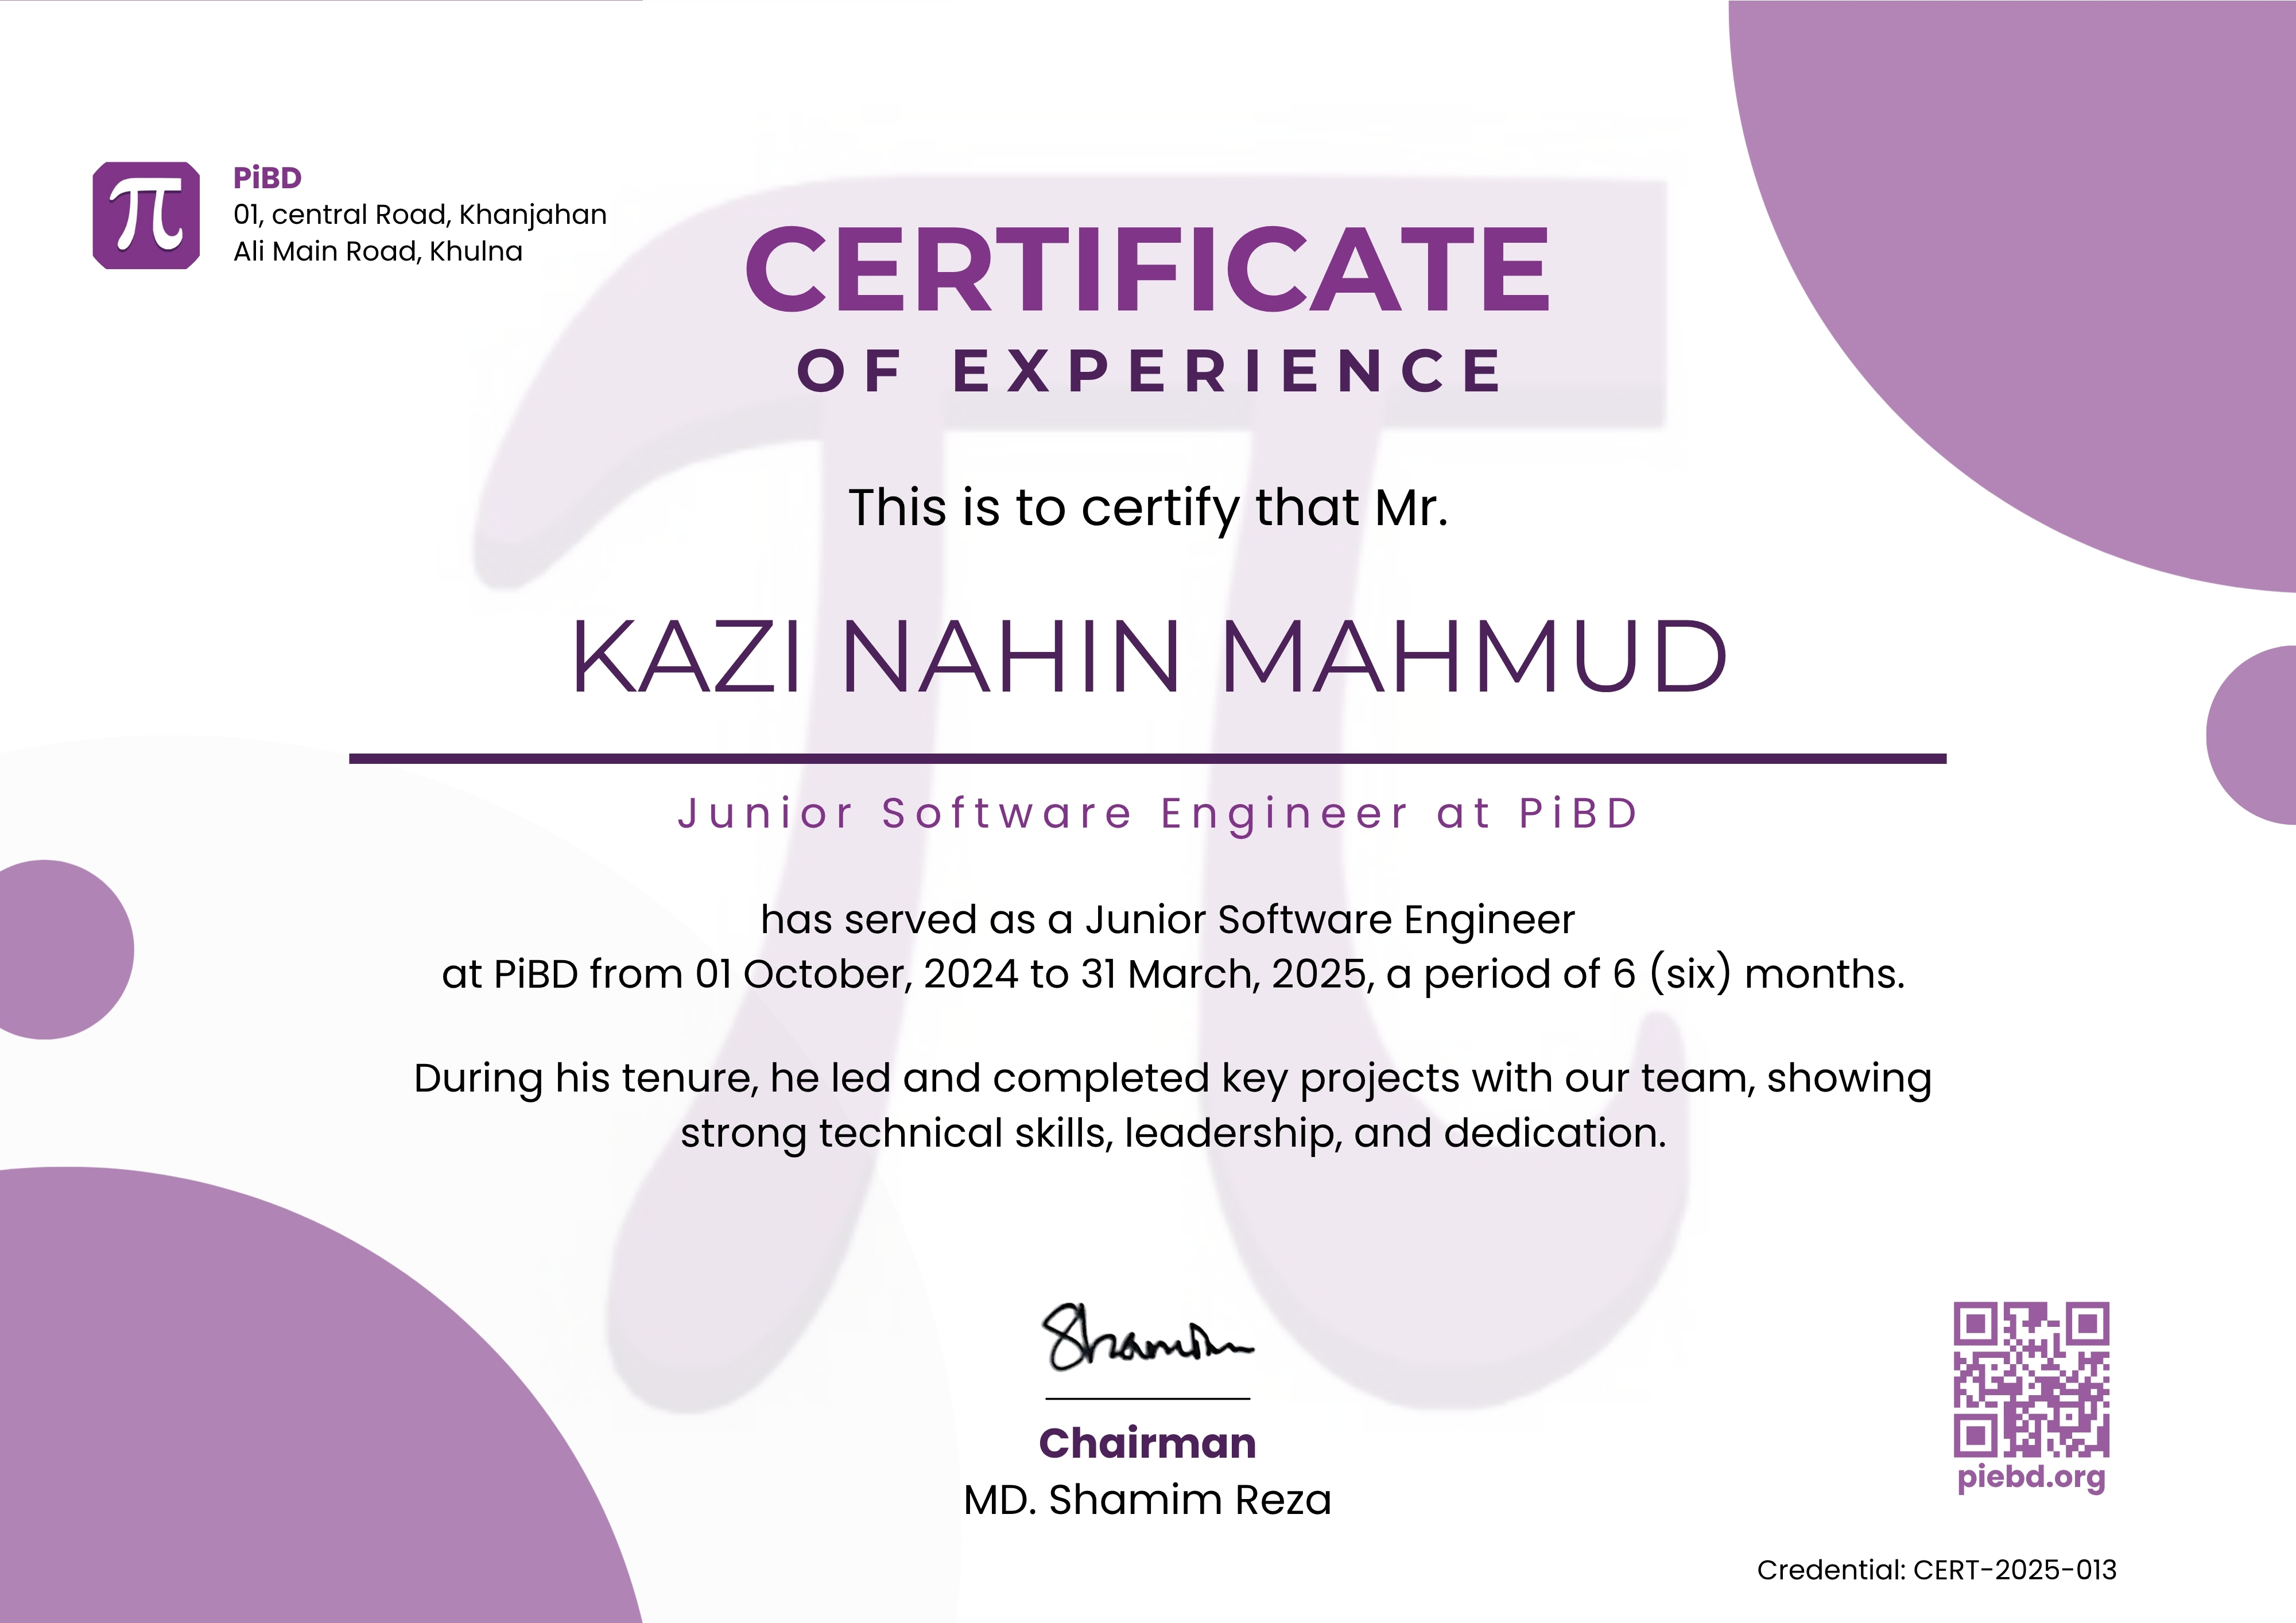 PiBD
01, central Road, Khanjahan
Ali Main Road, Khulna
CERTIFICATE
OF EXPERIENCE
This is to certify that Mr.
KAZI NAHIN MAHMUD
Junior Software Engineer at PiBD
has served as a Junior Software Engineer
at PiBD from 01 October, 2024 to 31 March, 2025, a period of 6 (six) months.
During his tenure, he led and completed key projects with our team, showing
strong technical skills, leadership, and dedication.
Shamim
Chairman
MD. Shamim Reza
piebd.org
Credential: CERT-2025-013